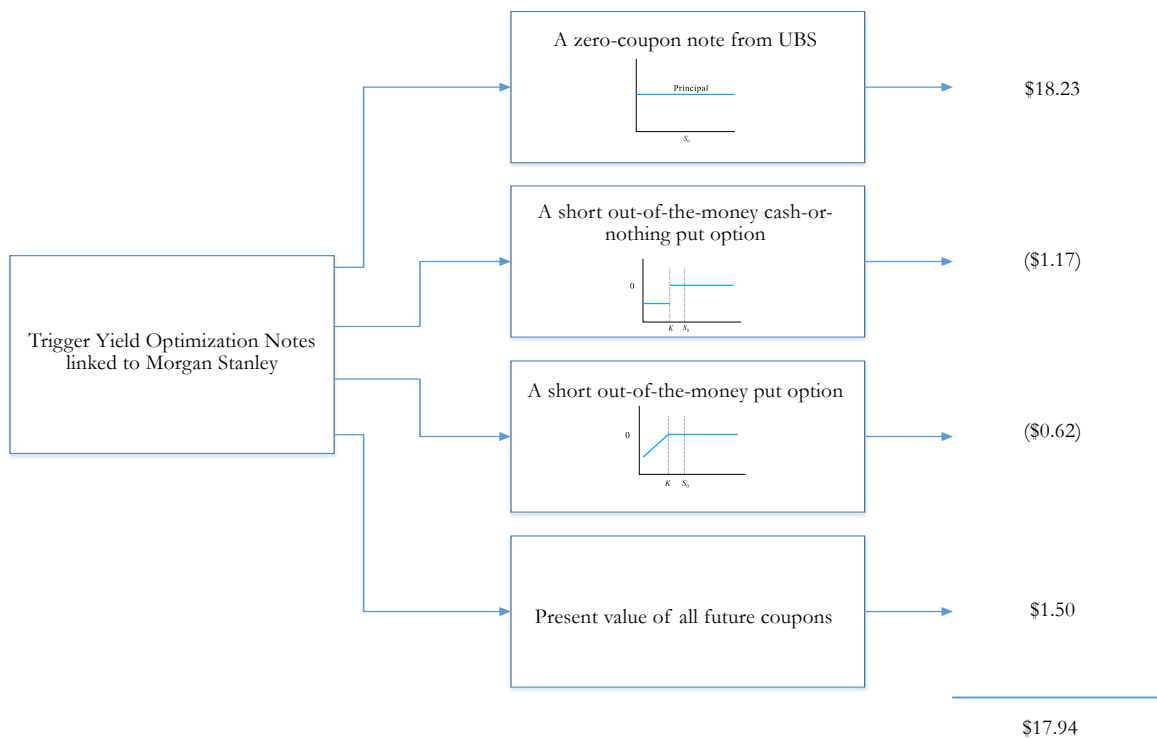 A zero-coupon note from UBS
Principal
S₀
$18.23
A short out-of-the-money cash-or-
nothing put option
0
K S₀
($1.17)
Trigger Yield Optimization Notes
linked to Morgan Stanley
A short out-of-the-money put option
0
K S₀
($0.62)
Present value of all future coupons
$1.50
$17.94